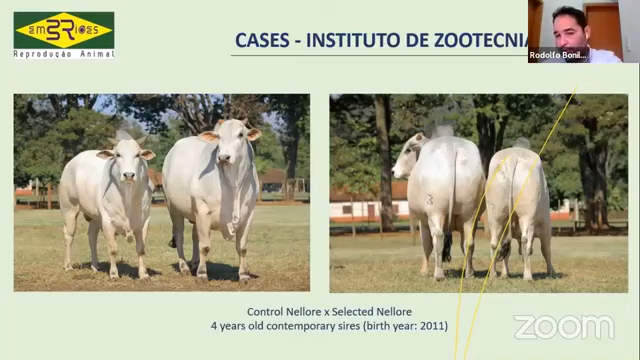 EMBRIOES
Reprodução Animal
CASES - INSTITUTO DE ZOOTECNIA
Rodolfo Bonil...
Control Nellore x Selected Nellore
4 years old contemporary sires (birth year: 2011)
zoom